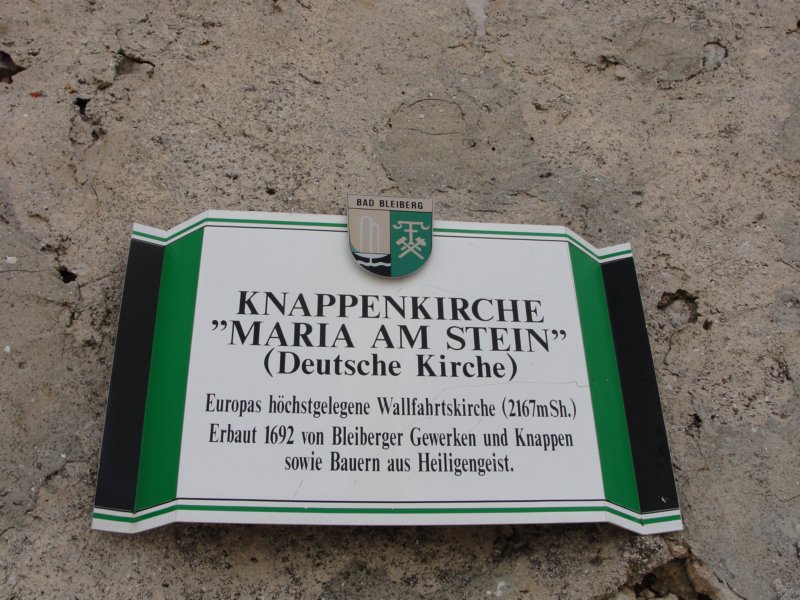 BAD BLEIBERG
KNAPPENKIRCHE
"MARIA AM STEIN"
(Deutsche Kirche)
Europas höchstgelegene Wallfahrtskirche (2167mSh.)
Erbaut 1692 von Bleiberger Gewerken und Knappen
sowie Bauern aus Heiligengeist.